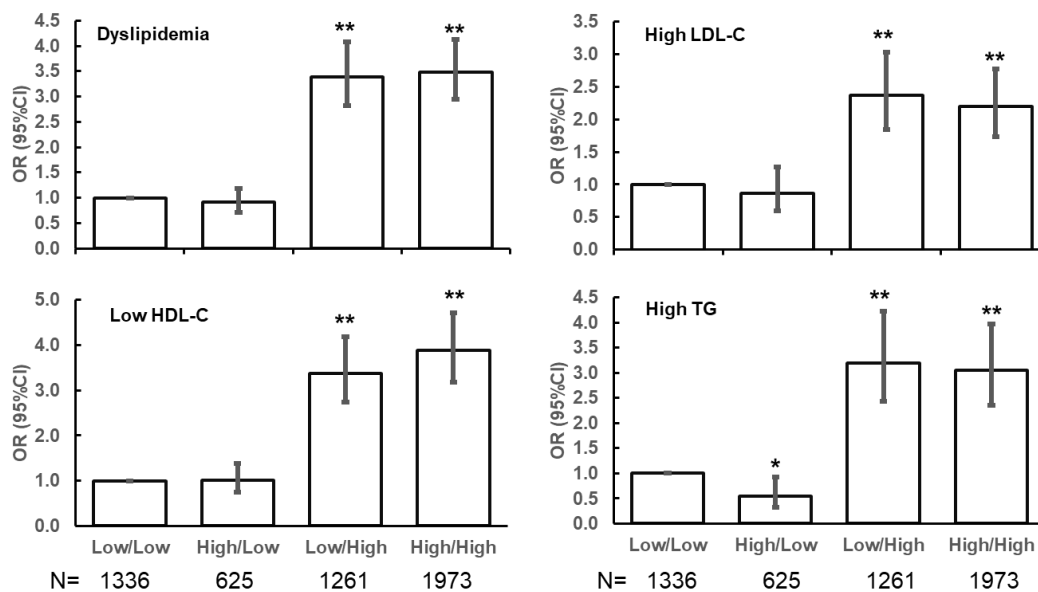 Dyslipidemia
OR (95%CI)
4.5
4.0
3.5
3.0
2.5
2.0
1.5
1.0
0.5
0.0
** **
High LDL-C
OR (95%CI)
3.5
3.0
2.5
2.0
1.5
1.0
0.5
0.0
** **
Low HDL-C
OR (95%CI)
5.0
4.0
3.0
2.0
1.0
0.0
** **
Low/Low High/Low Low/High High/High
N= 1336 625 1261 1973
High TG
OR (95%CI)
4.5
4.0
3.5
3.0
2.5
2.0
1.5
1.0
0.5
0.0
* ** **
Low/Low High/Low Low/High High/High
N= 1336 625 1261 1973